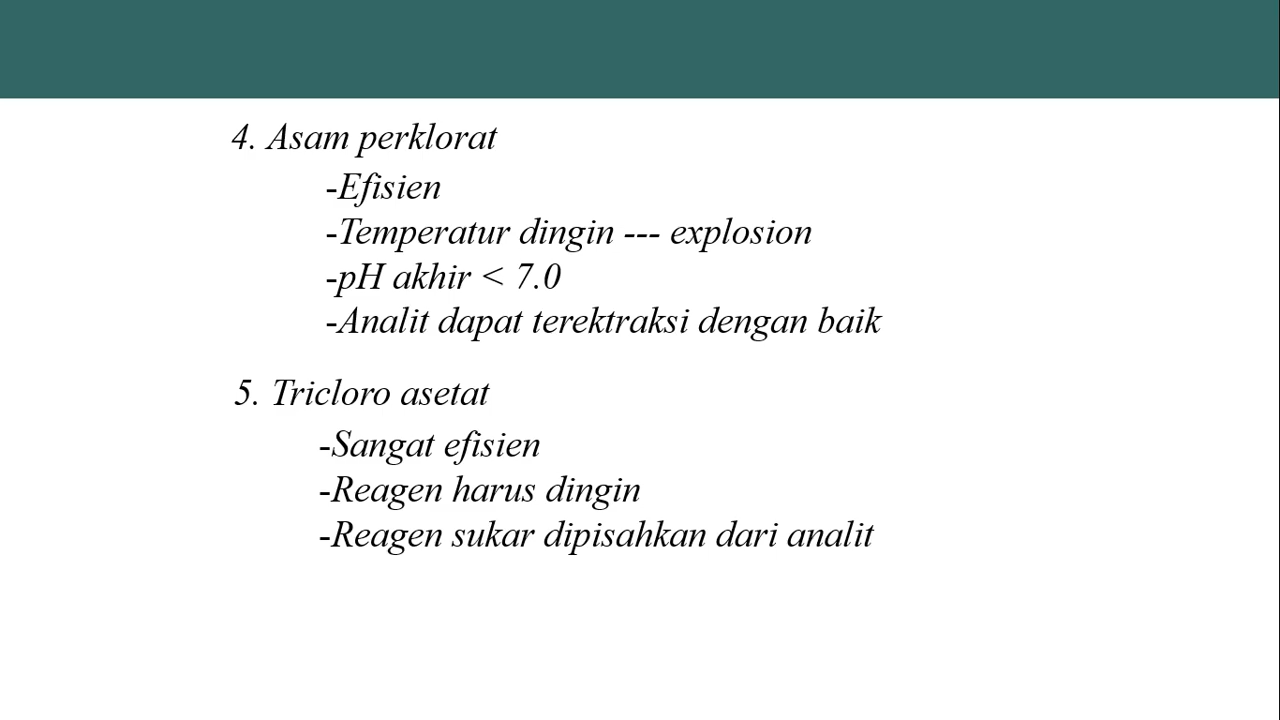 4. Asam perklorat
-Efisien
-Temperatur dingin --- explosion
-pH akhir < 7.0
-Analit dapat terektraksi dengan baik
5. Tricloro asetat
-Sangat efisien
-Reagen harus dingin
-Reagen sukar dipisahkan dari analit